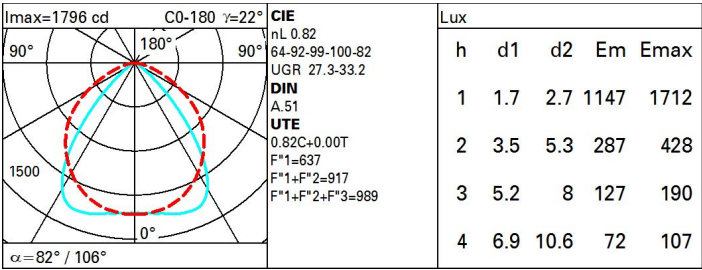 Imax=1796 cd
C0-180 γ=22°
90°
180°
90°
1500
0°
α=82° / 106°
CIE
nL 0.82
64-92-99-100-82
UGR 27.3-33.2
DIN
A.51
UTE
0.82C+0.00T
F"1=637
F"1+F"2=917
F"1+F"2+F"3=989
Lux
h d1 d2 Em Emax
1 1.7 2.7 1147 1712
2 3.5 5.3 287 428
3 5.2 8 127 190
4 6.9 10.6 72 107